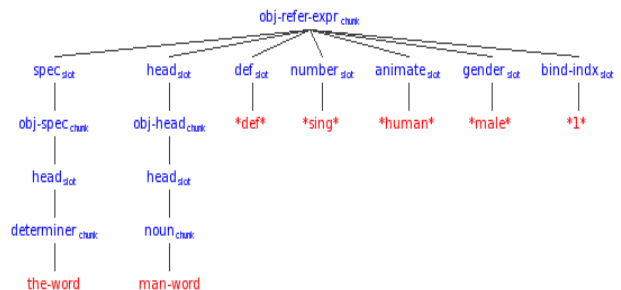 obj-refer-expr chunk
spec slot head slot def slot number slot animate slot gender slot bind-indx slot
obj-spec chunk obj-head chunk *def* *sing* *human* *male* *1*
head slot head slot
determiner chunk noun chunk
the-word man-word